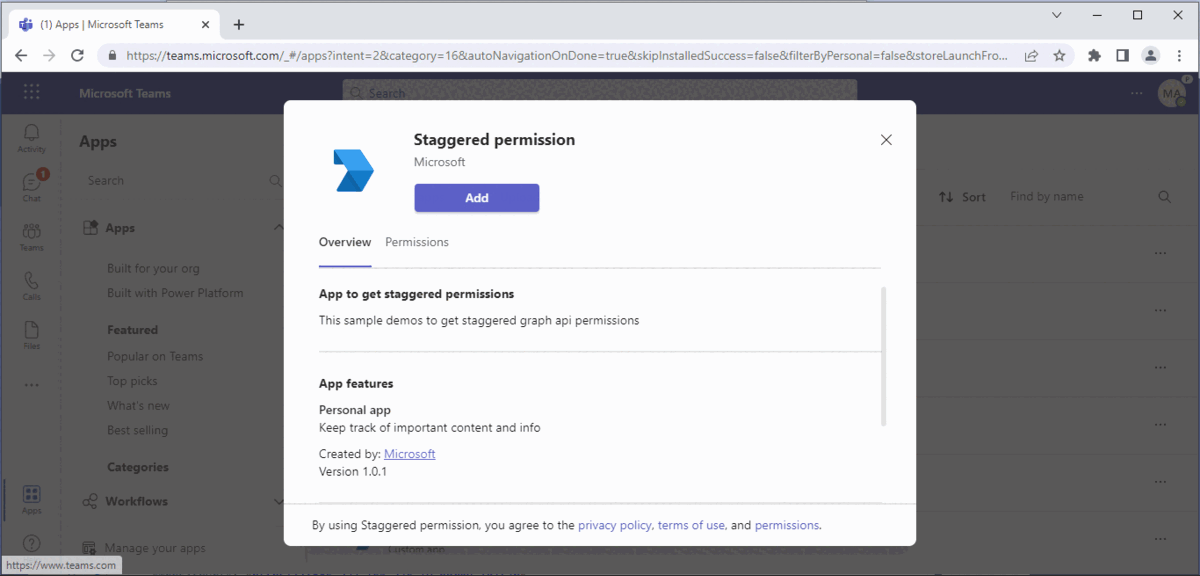 (1) Apps | Microsoft Teams
https://teams.microsoft.com/_#/apps?intent=2&category=16&autoNavigationOnDone=true&skipInstalledSuccess=false&filterByPersonal=false&storeLaunchFro...
Microsoft Teams
Search
MA
Activity
Chat
1
Teams
Calls
Files
Apps
Apps
Search
Apps
Built for your org
Built with Power Platform
Featured
Popular on Teams
Top picks
What's new
Best selling
Categories
Workflows
Manage your apps
Staggered permission
Microsoft
Add
Overview Permissions
App to get staggered permissions
This sample demos to get staggered graph api permissions
App features
Personal app
Keep track of important content and info
Created by: Microsoft
Version 1.0.1
By using Staggered permission, you agree to the privacy policy, terms of use, and permissions.
Sort Find by name
Custom app
https://www.teams.com